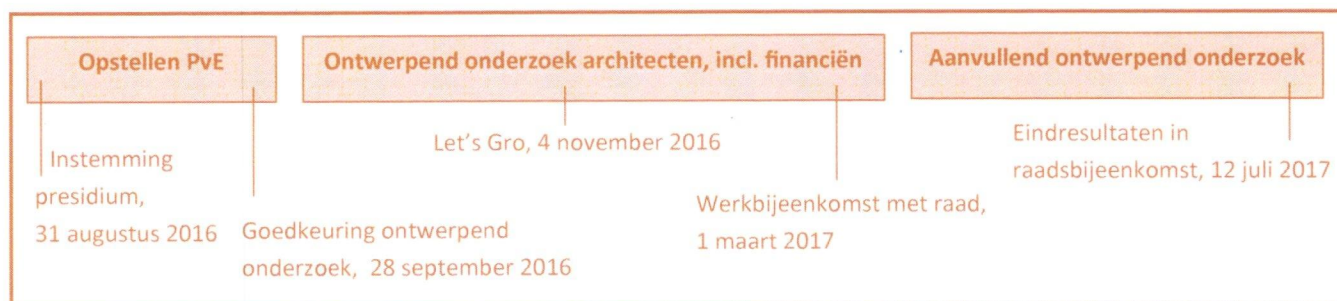 Opstellen PvE
Ontwerpend onderzoek architecten, incl. financiën
Aanvullend ontwerpend onderzoek
Instemming
presidium,
31 augustus 2016
Goedkeuring ontwerpend
onderzoek, 28 september 2016
Let's Gro, 4 november 2016
Werkbijeenkomst met raad,
1 maart 2017
Eindresultaten in
raadsbijeenkomst, 12 juli 2017